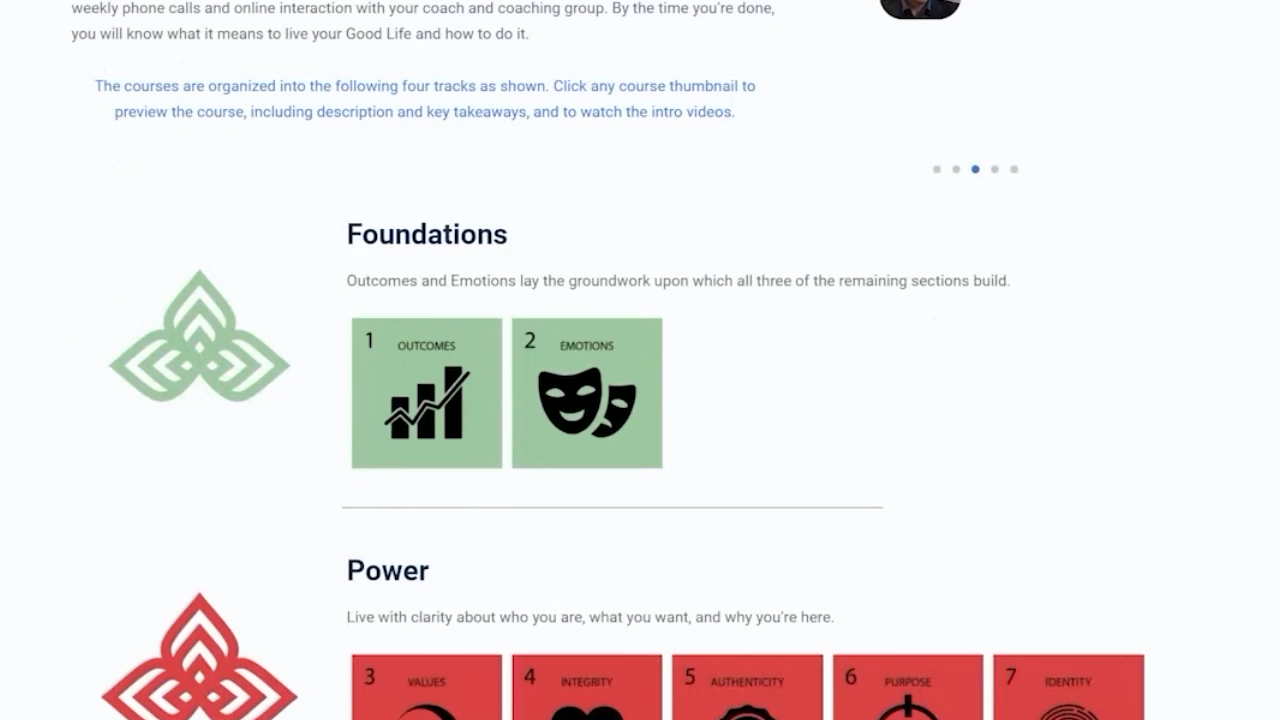 weekly phone calls and online interaction with your coach and coaching group. By the time you're done,
you will know what it means to live your Good Life and how to do it.
The courses are organized into the following four tracks as shown. Click any course thumbnail to
preview the course, including description and key takeaways, and to watch the intro videos.
Foundations
Outcomes and Emotions lay the groundwork upon which all three of the remaining sections build.
1 OUTCOMES
2 EMOTIONS
Power
Live with clarity about who you are, what you want, and why you're here.
3 VALUES
4 INTEGRITY
5 AUTHENTICITY
6 PURPOSE
7 IDENTITY